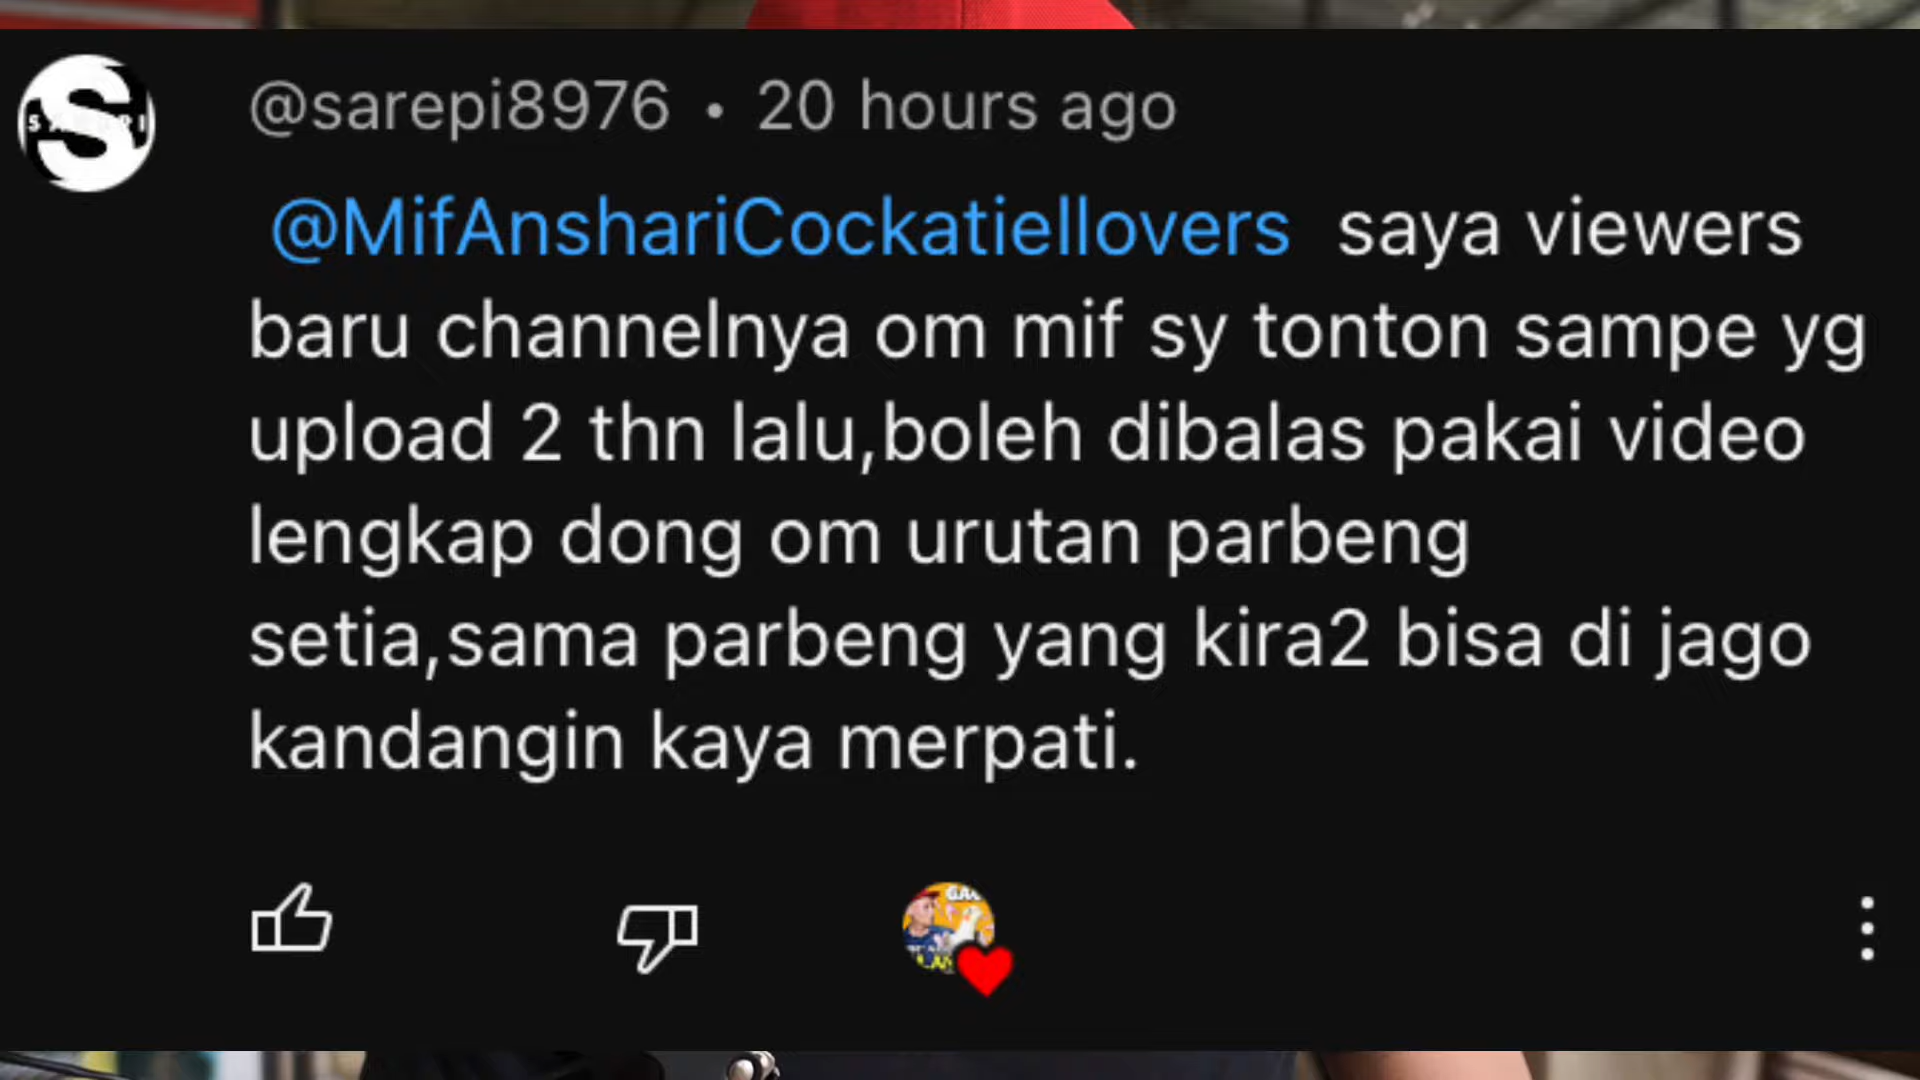 @sarepi8976 • 20 hours ago
@MifAnshariCockatiellovers saya viewers
baru channelnya om mif sy tonton sampe yg
upload 2 thn lalu,boleh dibalas pakai video
lengkap dong om urutan parbeng
setia,sama parbeng yang kira2 bisa di jago
kandangin kaya merpati.